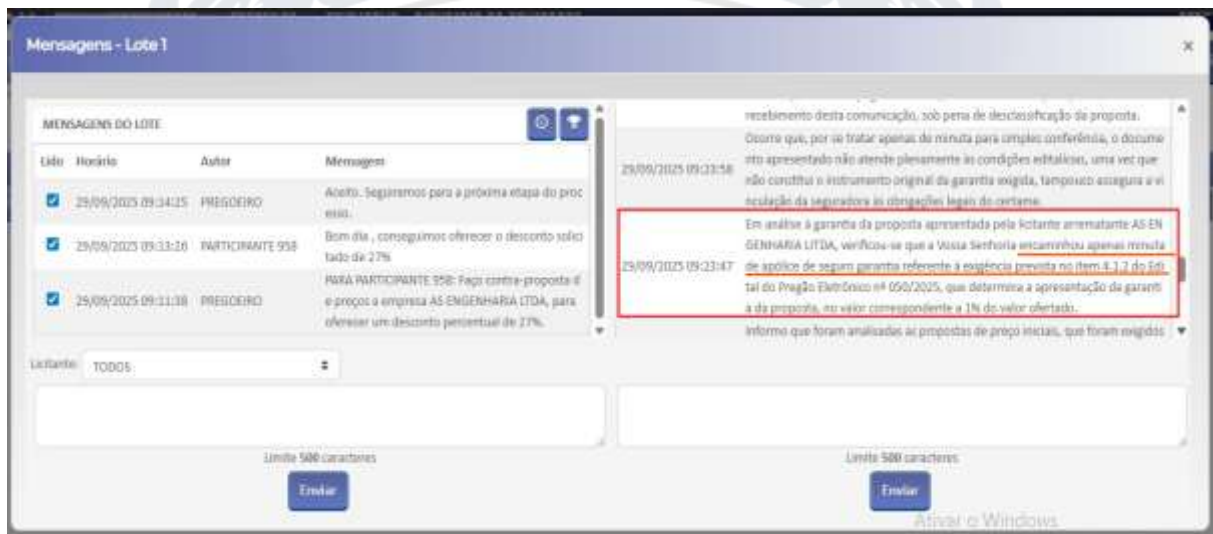 Mensagens - Lote 1
×
MENSAGENS DO LOTE
Lido Horário Autor Mensagem
29/09/2025 09:14:15 PREGOEIRO Aceito. Seguiremos para a próxima etapa do proc
esso.
29/09/2025 09:13:16 PARTICIPANTE 958 Bom dia , conseguimos oferecer o desconto solici
tado de 27%
29/09/2025 09:11:38 PREGOEIRO PARA PARTICIPANTE 958: Faço contra-proposta d
e preços a empresa AS ENGENHARIA LTDA, para
oferecer um desconto percentual de 27%.
Licitante: TODOS
Limite 500 caracteres
Enviar
recebimento desta comunicação, sob pena de desclassificação da proposta.
29/09/2025 09:23:58 Ocorre que, por se tratar apenas de minuta para simples conferência, o docume
nto apresentado não atende plenamente às condições editalícias, uma vez que
não constitui o instrumento original da garantia exigida, tampouco assegura a vi
nculação da seguradora às obrigações legais do certame.
29/09/2025 09:23:47 Em análise à garantia da proposta apresentada pela licitante arrematante AS EN
GENHARIA LTDA, verificou-se que a Vossa Senhoria encaminhou apenas minuta
de apólice de seguro garantia referente à exigência prevista no item 4.1.2 do Edi
tal do Pregão Eletrônico nº 050/2025, que determina a apresentação da garanti
a da proposta, no valor correspondente a 1% do valor ofertado.
Informo que foram analisadas as propostas de preço iniciais, que foram exigidos
Limite 500 caracteres
Enviar
Ativar o Windows